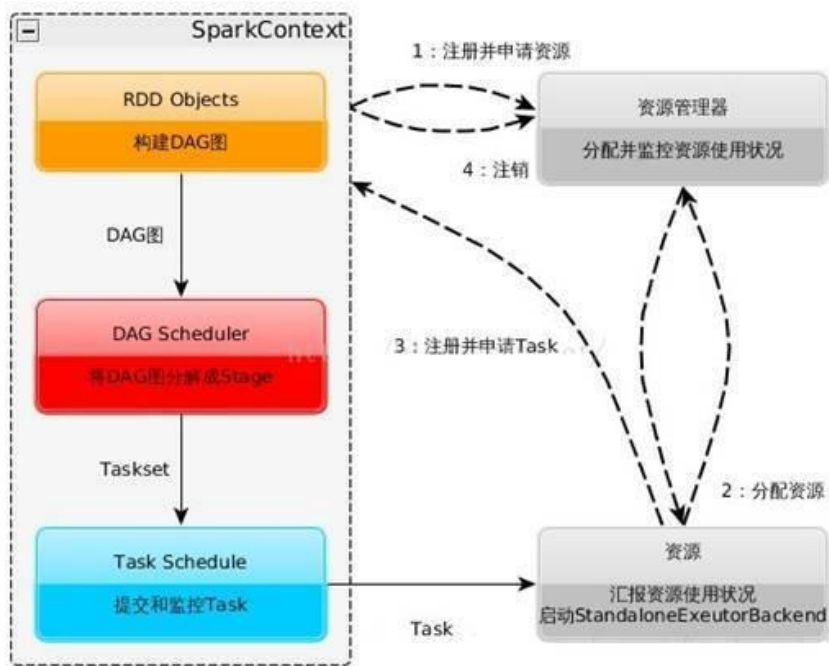 SparkContext
RDD Objects
构建DAG图
DAG图
DAG Scheduler
将DAG图分解成Stage
Taskset
Task Schedule
提交和监控Task
Task
1：注册并申请资源
4：注销
资源管理器
分配并监控资源使用状况
3：注册并申请Task
2：分配资源
资源
汇报资源使用状况
启动StandaloneExeutorBackend